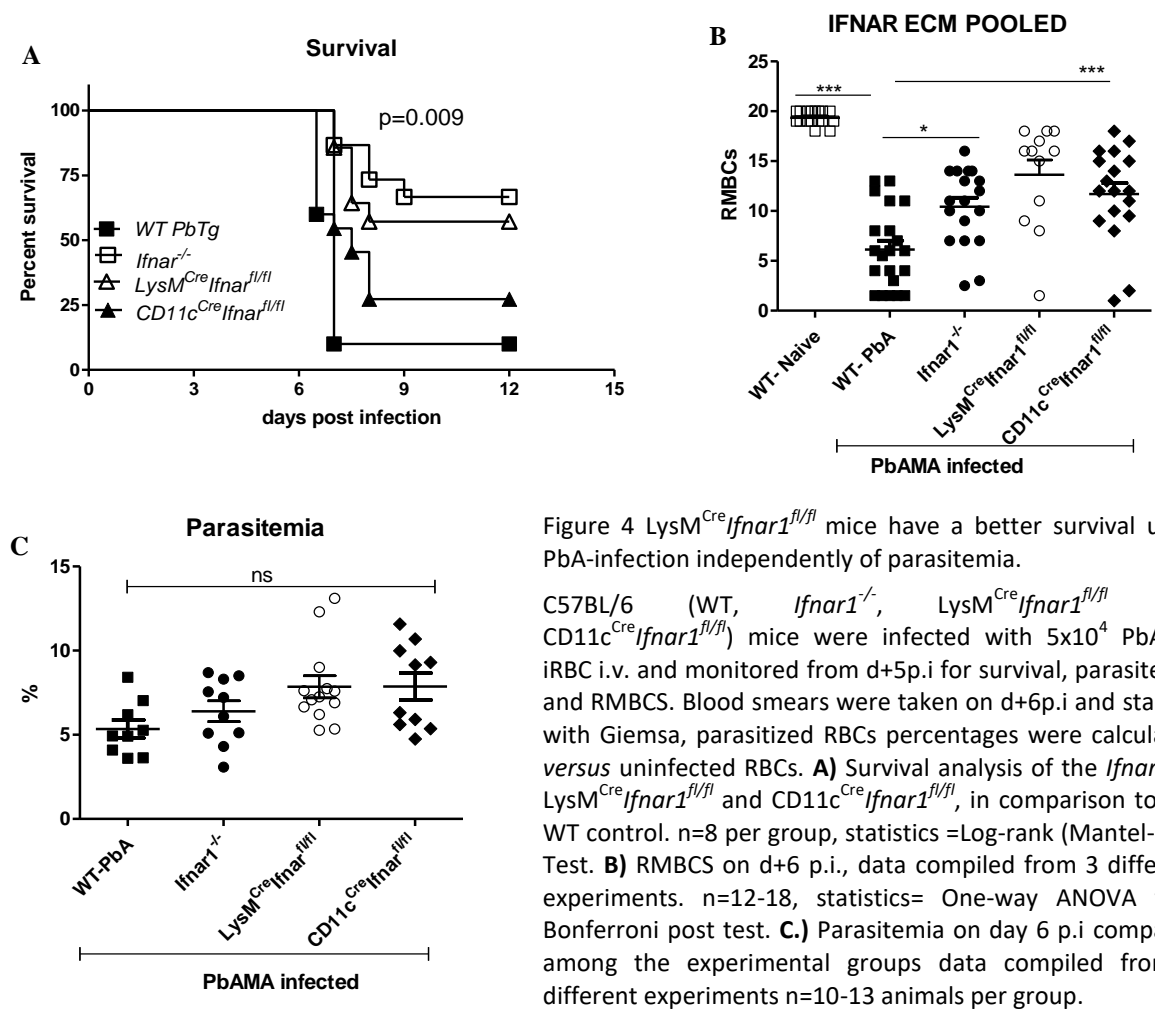 A
Survival
100
75
50
25
0
Percent survival
p=0.009
WT PbTg
Ifnar-/-
LysMCreIfnarfl/fl
CD11cCreIfnarfl/fl
0 3 6 9 12 15
days post infection
B
IFNAR ECM POOLED
25
20
15
10
5
0
RMBCs
***
*
***
WT- Naive
WT- PbA
Ifnar1-/-
LysMCreIfnar1fl/fl
CD11cCreIfnar1fl/fl
PbAMA infected
C
Parasitemia
15
10
5
0
%
ns
WT-PbA
Ifnar1-/-
LysMCreIfnarfl/fl
CD11cCreIfnarfl/fl
PbAMA infected
Figure 4 LysMCreIfnar1fl/fl mice have a better survival u
PbA-infection independently of parasitemia.
C57BL/6 (WT, Ifnar1-/-, LysMCreIfnar1fl/fl
CD11cCreIfnar1fl/fl) mice were infected with 5x104 PbA
iRBC i.v. and monitored from d+5p.i for survival, parasite
and RMBCS. Blood smears were taken on d+6p.i and sta
with Giemsa, parasitized RBCs percentages were calcula
versus uninfected RBCs. A) Survival analysis of the Ifnar
LysMCreIfnar1fl/fl and CD11cCreIfnar1fl/fl, in comparison to
WT control. n=8 per group, statistics =Log-rank (Mantel-
Test. B) RMBCS on d+6 p.i., data compiled from 3 diffe
experiments. n=12-18, statistics= One-way ANOVA
Bonferroni post test. C.) Parasitemia on day 6 p.i compa
among the experimental groups data compiled from
different experiments n=10-13 animals per group.